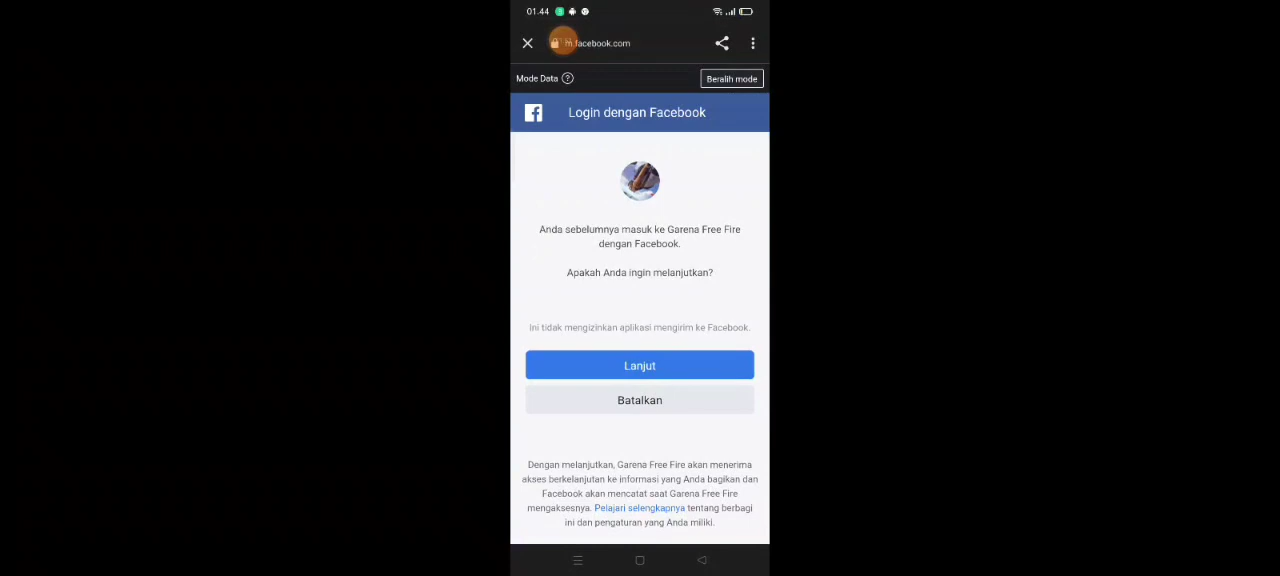 01.44
m.facebook.com
Mode Data
Beralih mode
Login dengan Facebook
Anda sebelumnya masuk ke Garena Free Fire
dengan Facebook.
Apakah Anda ingin melanjutkan?
Ini tidak mengizinkan aplikasi mengirim ke Facebook.
Lanjut
Batalkan
Dengan melanjutkan, Garena Free Fire akan menerima
akses berkelanjutan ke informasi yang Anda bagikan dan
Facebook akan mencatat saat Garena Free Fire
mengaksesnya. Pelajari selengkapnya tentang berbagi
ini dan pengaturan yang Anda miliki.